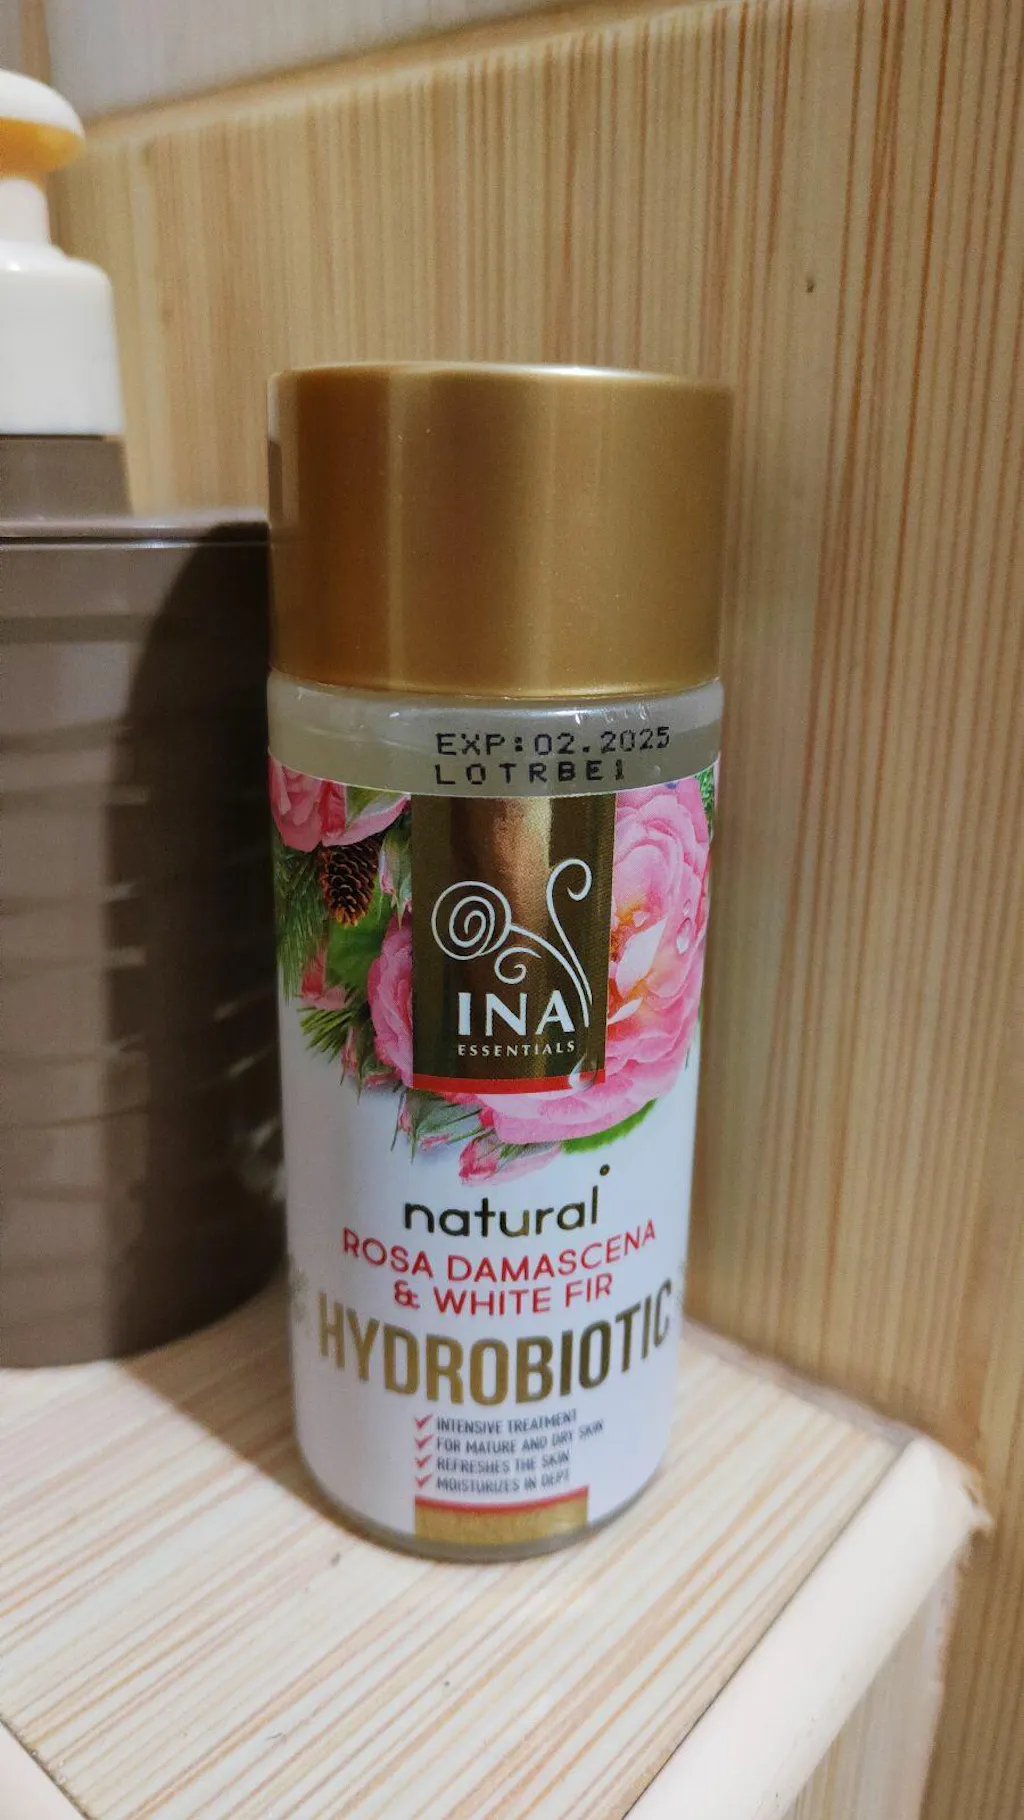 EXP:02.2025
LOTRBE1
INA
ESSENTIALS
natural
ROSA DAMASCENA
& WHITE FIR
HYDROBIOTIC
INTENSIVE TREATMENT
FOR MATURE AND DRY SKIN
REFRESHES THE SKIN
MOISTURIZES IN DEPT